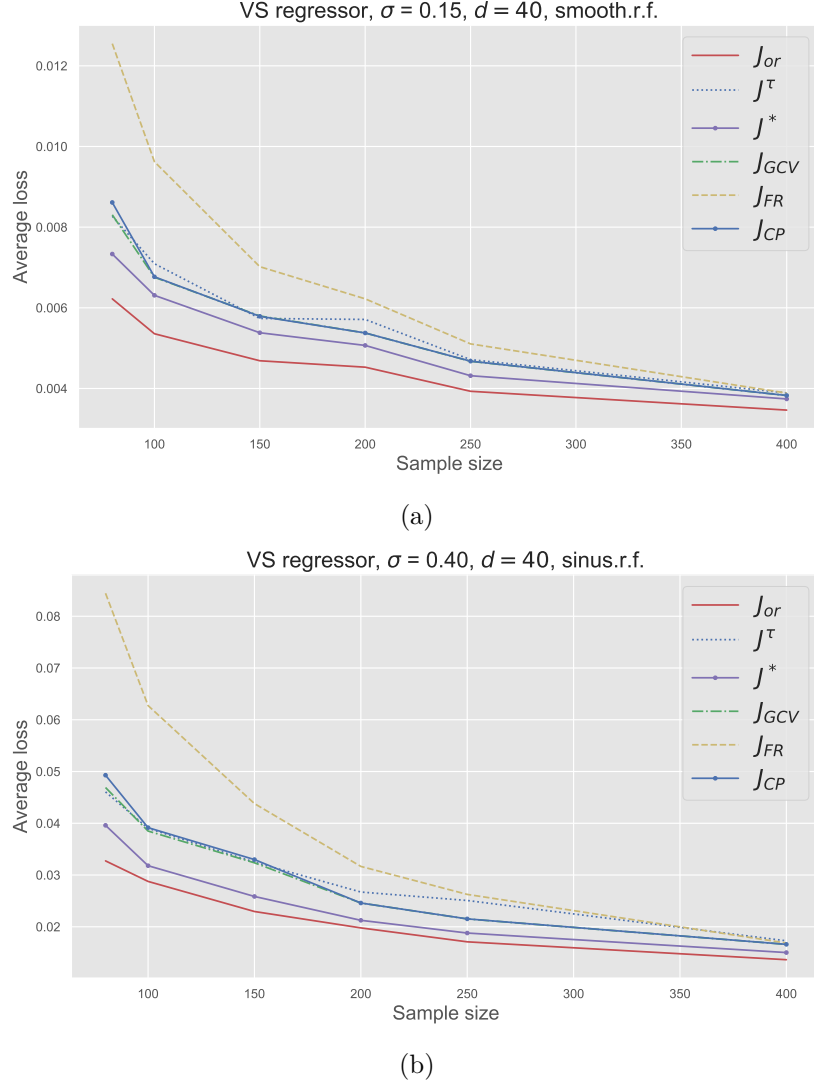 VS regressor, σ = 0.15, d = 40, smooth.r.f.
0.012
0.010
0.008
0.006
0.004
Average loss
100 150 200 250 300 350 400
Sample size
J_or
J^τ
J^*
J_GCV
J_FR
J_CP
(a)
VS regressor, σ = 0.40, d = 40, sinus.r.f.
0.08
0.07
0.06
0.05
0.04
0.03
0.02
Average loss
100 150 200 250 300 350 400
Sample size
J_or
J^τ
J^*
J_GCV
J_FR
J_CP
(b)